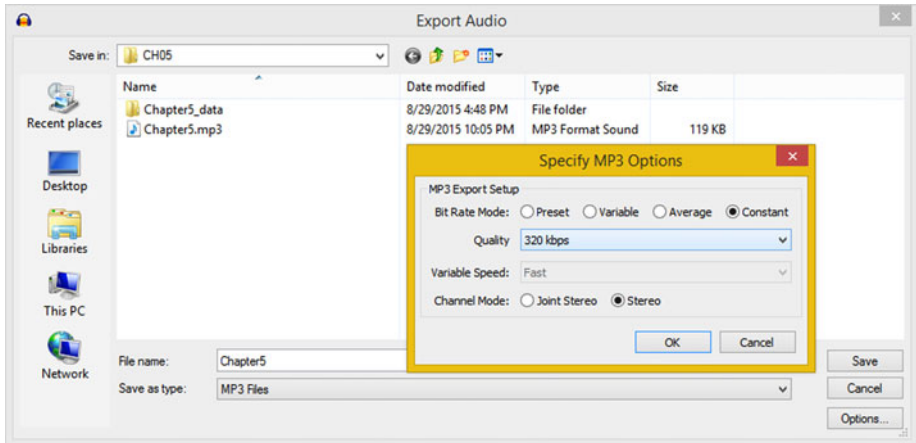 Export Audio
Save in: CH05
Name Date modified Type Size
Chapter5_data 8/29/2015 4:48 PM File folder
Chapter5.mp3 8/29/2015 10:05 PM MP3 Format Sound 119 KB
Recent places
Desktop
Libraries
This PC
Network
Specify MP3 Options
MP3 Export Setup
Bit Rate Mode: Preset Variable Average Constant
Quality 320 kbps
Variable Speed: Fast
Channel Mode: Joint Stereo Stereo
OK Cancel
File name: Chapter5 Save
Save as type: MP3 Files Cancel
Options...